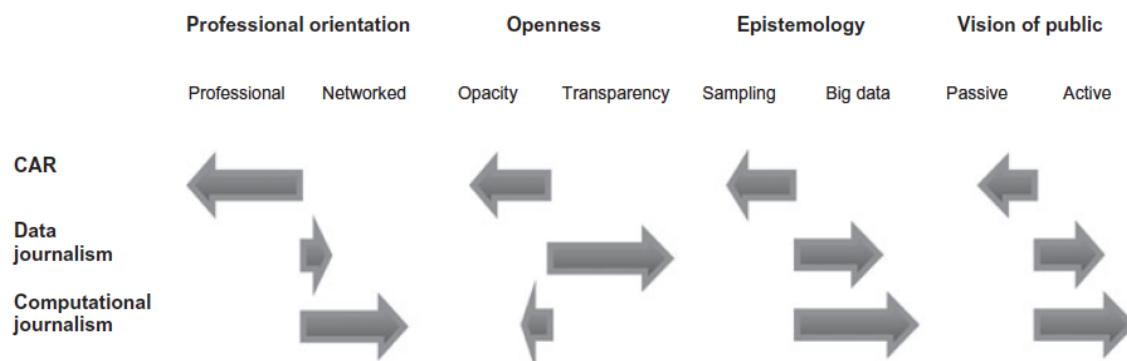 Professional orientation Openness Epistemology Vision of public
Professional Networked Opacity Transparency Sampling Big data Passive Active
CAR
Data
journalism
Computational
journalism